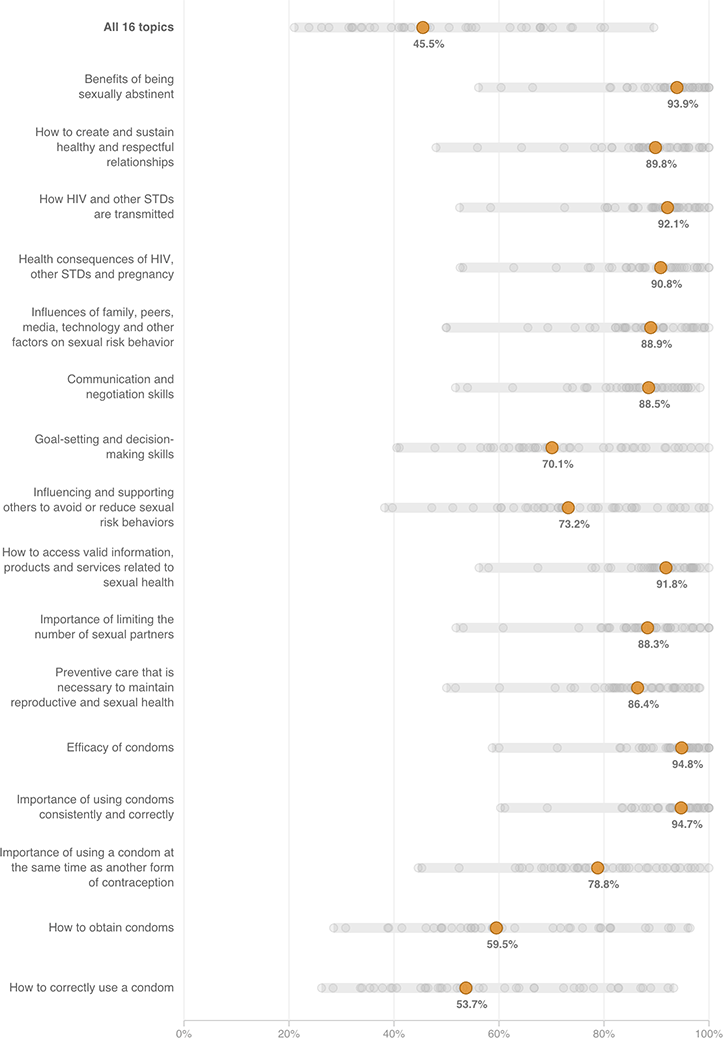 All 16 topics
45.5%
Benefits of being
sexually abstinent
93.9%
How to create and sustain
healthy and respectful
relationships
89.8%
How HIV and other STDs
are transmitted
92.1%
Health consequences of HIV,
other STDs and pregnancy
90.8%
Influences of family, peers,
media, technology and other
factors on sexual risk behavior
88.9%
Communication and
negotiation skills
88.5%
Goal-setting and decision-
making skills
70.1%
Influencing and supporting
others to avoid or reduce sexual
risk behaviors
73.2%
How to access valid information,
products and services related to
sexual health
91.8%
Importance of limiting the
number of sexual partners
88.3%
Preventive care that is
necessary to maintain
reproductive and sexual health
86.4%
Efficacy of condoms
94.8%
Importance of using condoms
consistently and correctly
94.7%
Importance of using a condom at
the same time as another form
of contraception
78.8%
How to obtain condoms
59.5%
How to correctly use a condom
53.7%
0% 20% 40% 60% 80% 100%